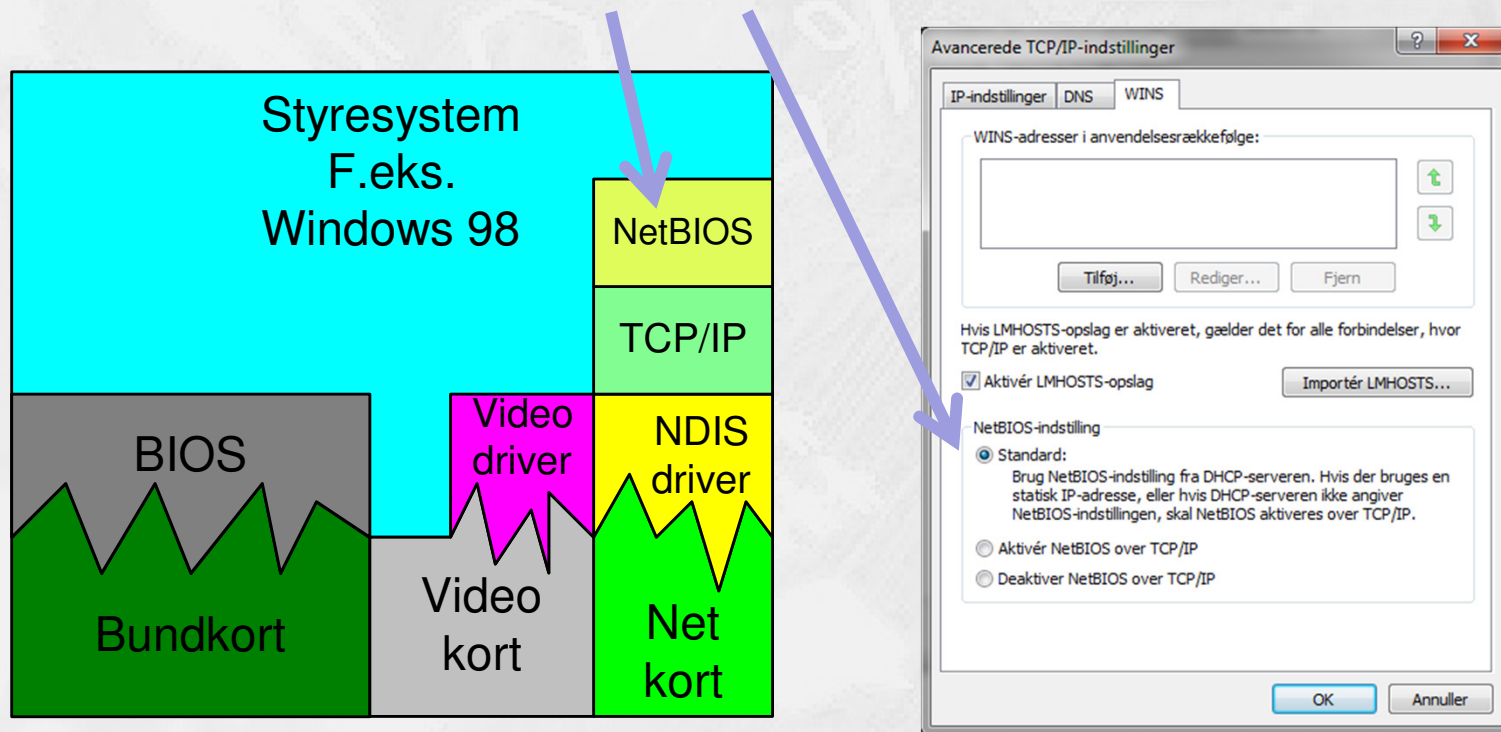 Styresystem
F.eks.
Windows 98
NetBIOS
TCP/IP
BIOS
Video
driver
NDIS
driver
Bundkort
Video
kort
Net
kort
Avancerede TCP/IP-indstillinger
IP-indstillinger DNS WINS
WINS-adresser i anvendelsesrækkefølge:
Tilføj... Rediger... Fjern
Hvis LMHOSTS-opslag er aktiveret, gælder det for alle forbindelser, hvor
TCP/IP er aktiveret.
Aktivér LMHOSTS-opslag Importér LMHOSTS...
NetBIOS-indstilling
Standard:
Brug NetBIOS-indstilling fra DHCP-serveren. Hvis der bruges en
statisk IP-adresse, eller hvis DHCP-serveren ikke angiver
NetBIOS-indstillingen, skal NetBIOS aktiveres over TCP/IP.
Aktivér NetBIOS over TCP/IP
Deaktiver NetBIOS over TCP/IP
OK Annuller